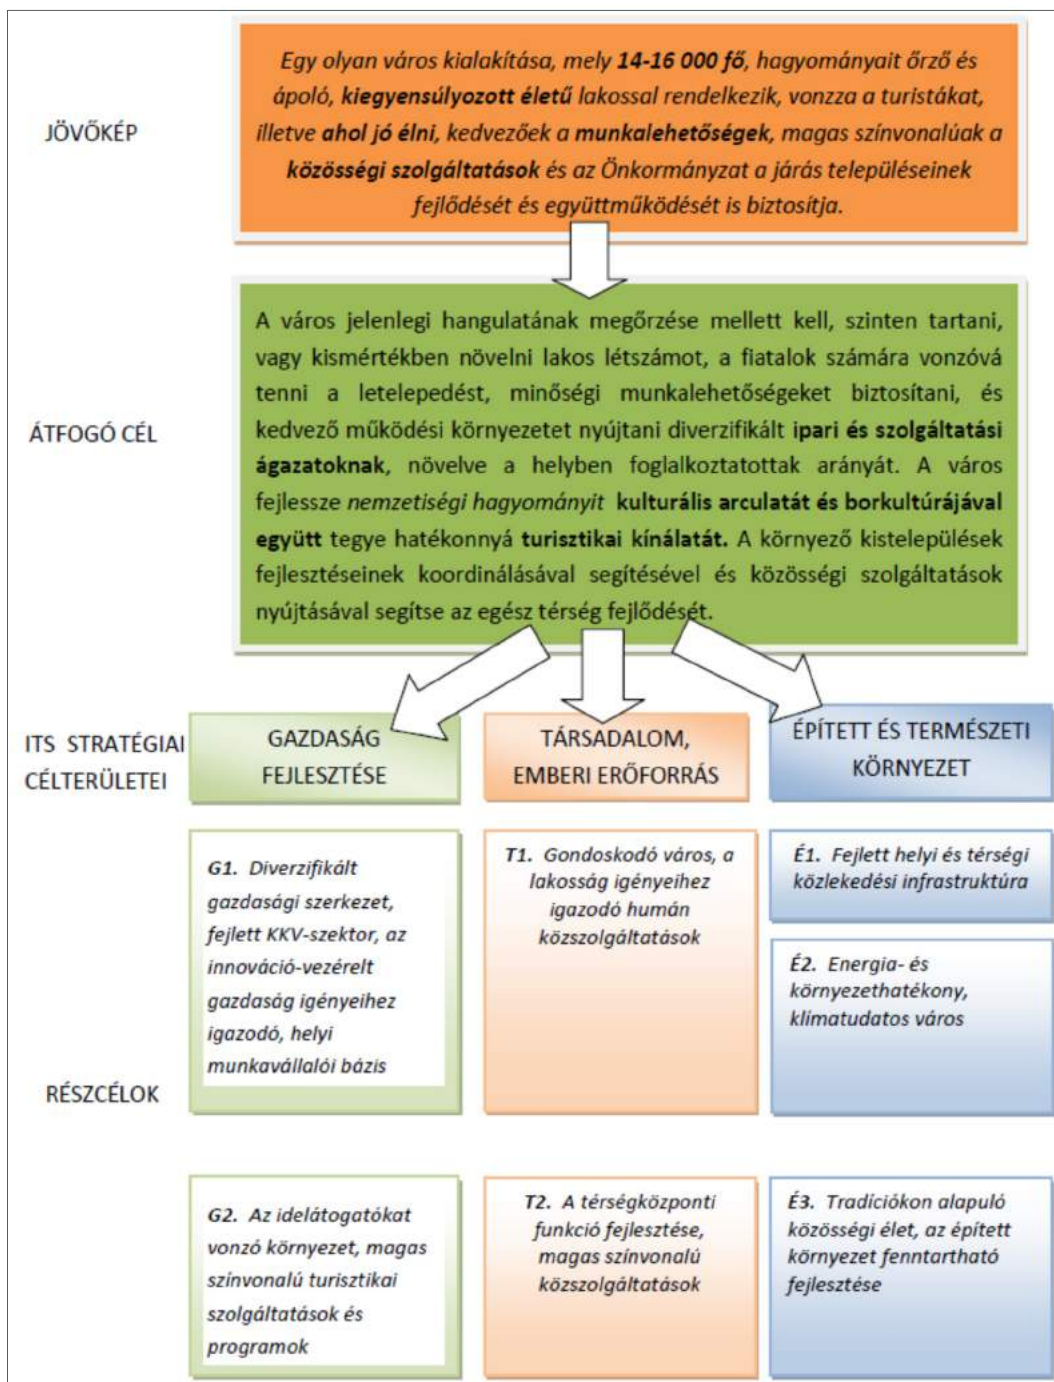 JÖVŐKÉP
Egy olyan város kialakítása, mely 14-16 000 fő, hagyományait őrző és
ápoló, kiegyensúlyozott életű lakossal rendelkezik, vonzza a turistákat,
illetve ahol jó élni, kedvezőek a munkalehetőségek, magas színvonalúak a
közösségi szolgáltatások és az Önkormányzat a járás településeinek
fejlődését és együttműködését is biztosítja.
ÁTFOGÓ CÉL
A város jelenlegi hangulatának megőrzése mellett kell, szinten tartani,
vagy kismértékben növelni lakos létszámot, a fiatalok számára vonzóvá
tenni a letelepedést, minőségi munkalehetőségeket biztosítani, és
kedvező működési környezetet nyújtani diverzifikált ipari és szolgáltatási
ágazatoknak, növelve a helyben foglalkoztatottak arányát. A város
fejlessze nemzetiségi hagyományit kulturális arculatát és borkultúrájával
együtt tegye hatékonnyá turisztikai kínálatát. A környező kistelepülések
fejlesztéseinek koordinálásával segítésével és közösségi szolgáltatások
nyújtásával segítse az egész térség fejlődését.
ITS STRATÉGIAI
CÉLTERÜLETEI
GAZDASÁG
FEJLESZTÉSE
TÁRSADALOM,
EMBERI ERŐFORRÁS
ÉPÍTETT ÉS TERMÉSZETI
KÖRNYEZET
RÉSZCÉLOK
G1. Diverzifikált
gazdasági szerkezet,
fejlett KKV-szektor, az
innováció-vezérelt
gazdaság igényeihez
igazodó, helyi
munkavállalói bázis
T1. Gondoskodó város, a
lakosság igényeihez
igazodó humán
közszolgáltatások
É1. Fejlett helyi és térségi
közlekedési infrastruktúra
É2. Energia- és
környezethatékony,
klímatudatos város
G2. Az idelátogatókat
vonzó környezet, magas
színvonalú turisztikai
szolgáltatások és
programok
T2. A térségközponti
funkció fejlesztése,
magas színvonalú
közszolgáltatások
É3. Tradíciókon alapuló
közösségi élet, az épített
környezet fenntartható
fejlesztése